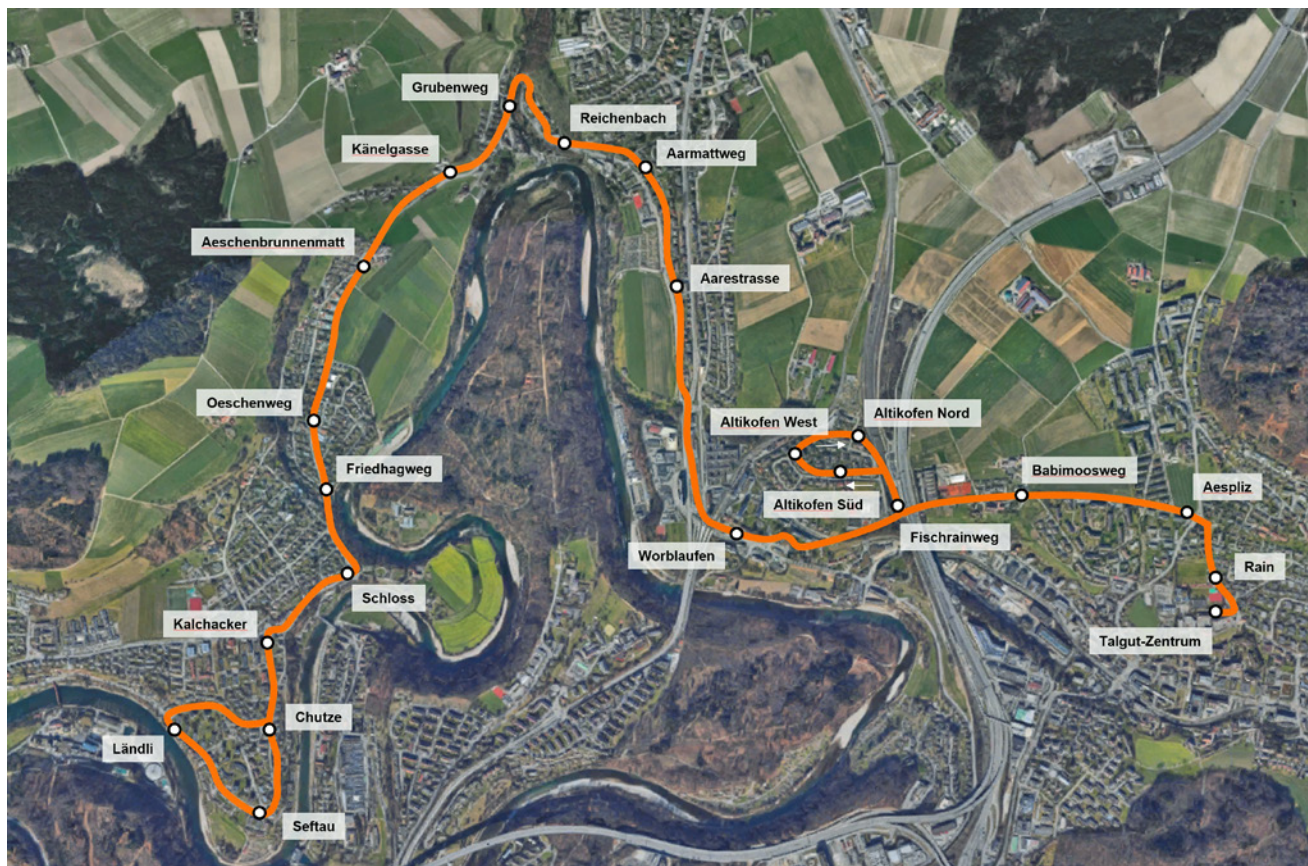 Grubenweg
Reichenbach
Känelgasse
Aarmattweg
Aeschenbrunnenmatt
Aarestrasse
Oeschenweg
Altikofen West
Altikofen Nord
Friedhagweg
Babimoosweg
Aespliz
Altikofen Süd
Worblaufen
Fischrainweg
Rain
Schloss
Kalchacker
Talgut-Zentrum
Chutze
Ländli
Seftau